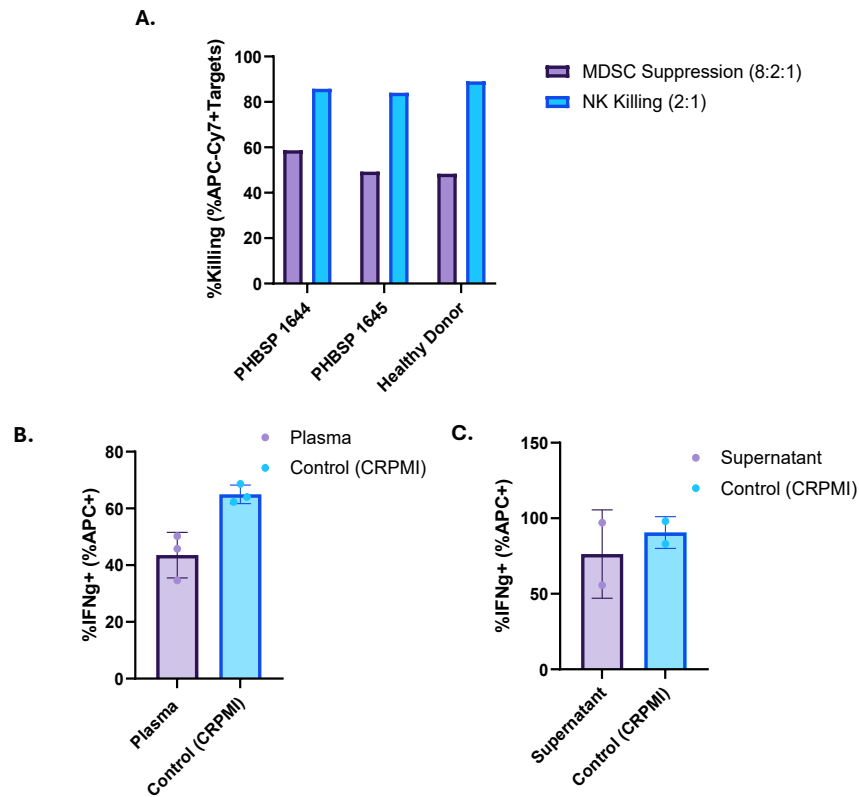 A.
%Killing (%APC-Cy7+Targets)
100
80
60
40
20
0
PHBSP 1644
PHBSP 1645
Healthy Donor
MDSC Suppression (8:2:1)
NK Killing (2:1)
B.
%IFNg+ (%APC+)
80
60
40
20
0
Plasma
Control (CRPMI)
Plasma
Control (CRPMI)
C.
%IFNg+ (%APC+)
150
100
50
0
Supernatant
Control (CRPMI)
Supernatant
Control (CRPMI)